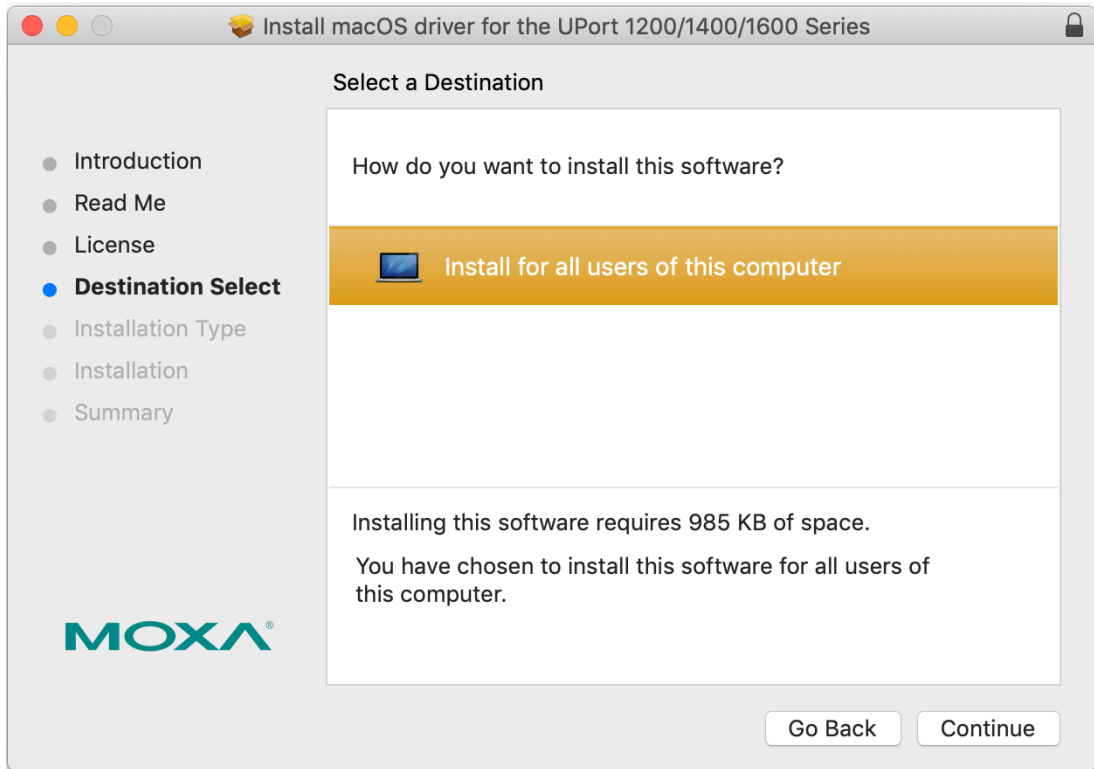 Install macOS driver for the UPort 1200/1400/1600 Series
Select a Destination
Introduction
Read Me
License
Destination Select
Installation Type
Installation
Summary
How do you want to install this software?
Install for all users of this computer
Installing this software requires 985 KB of space.
You have chosen to install this software for all users of
this computer.
MOXA®
Go Back
Continue